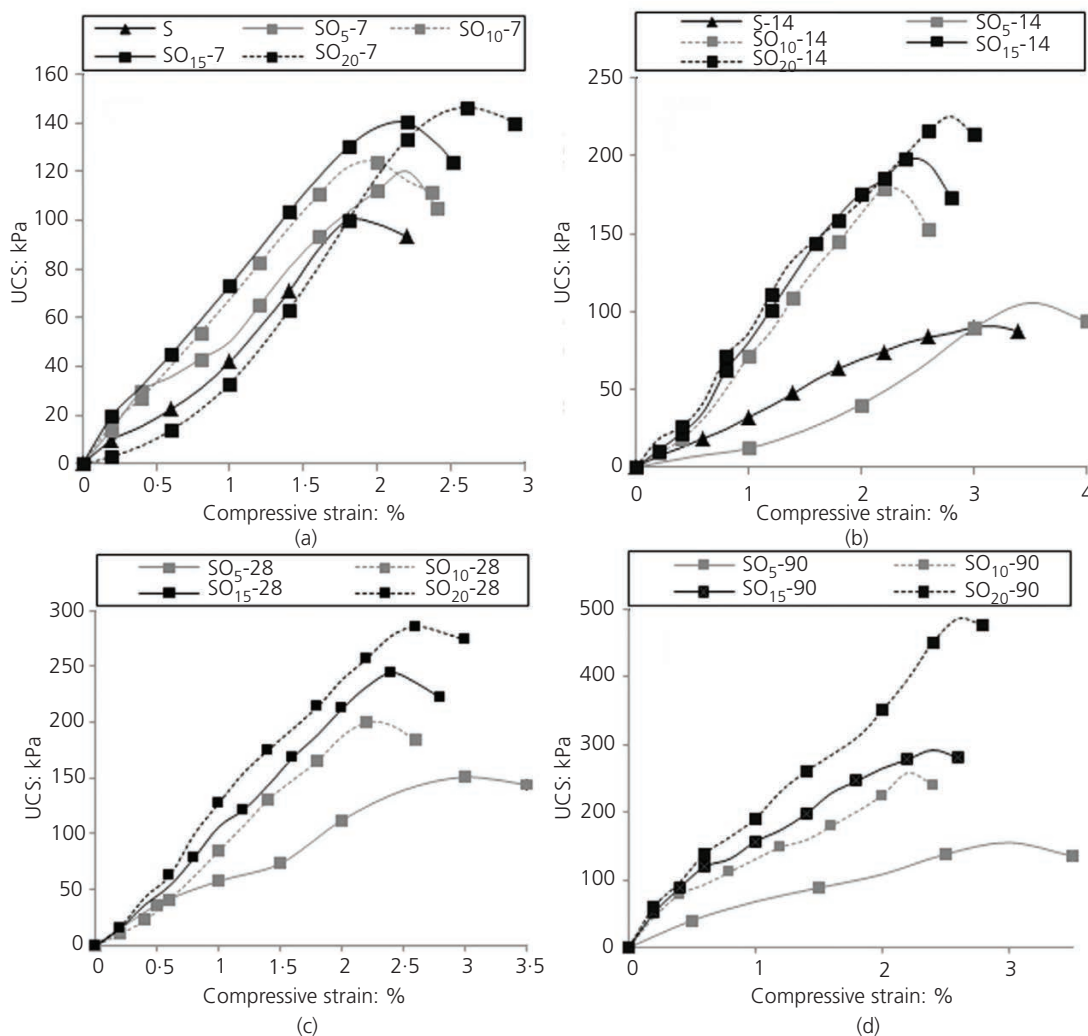 S SO5-7 SO10-7
SO15-7 SO20-7
160
140
120
100
80
60
40
20
0
UCS: kPa
0 0·5 1 1·5 2 2·5 3
Compressive strain: %
(a)
S-14 SO5-14
SO10-14 SO15-14
SO20-14
250
200
150
100
50
0
UCS: kPa
0 1 2 3 4
Compressive strain: %
(b)
SO5-28 SO10-28
SO15-28 SO20-28
300
250
200
150
100
50
0
UCS: kPa
0 0·5 1 1·5 2 2·5 3 3·5
Compressive strain: %
(c)
SO5-90 SO10-90
SO15-90 SO20-90
500
400
300
200
100
0
UCS: kPa
0 1 2 3
Compressive strain: %
(d)